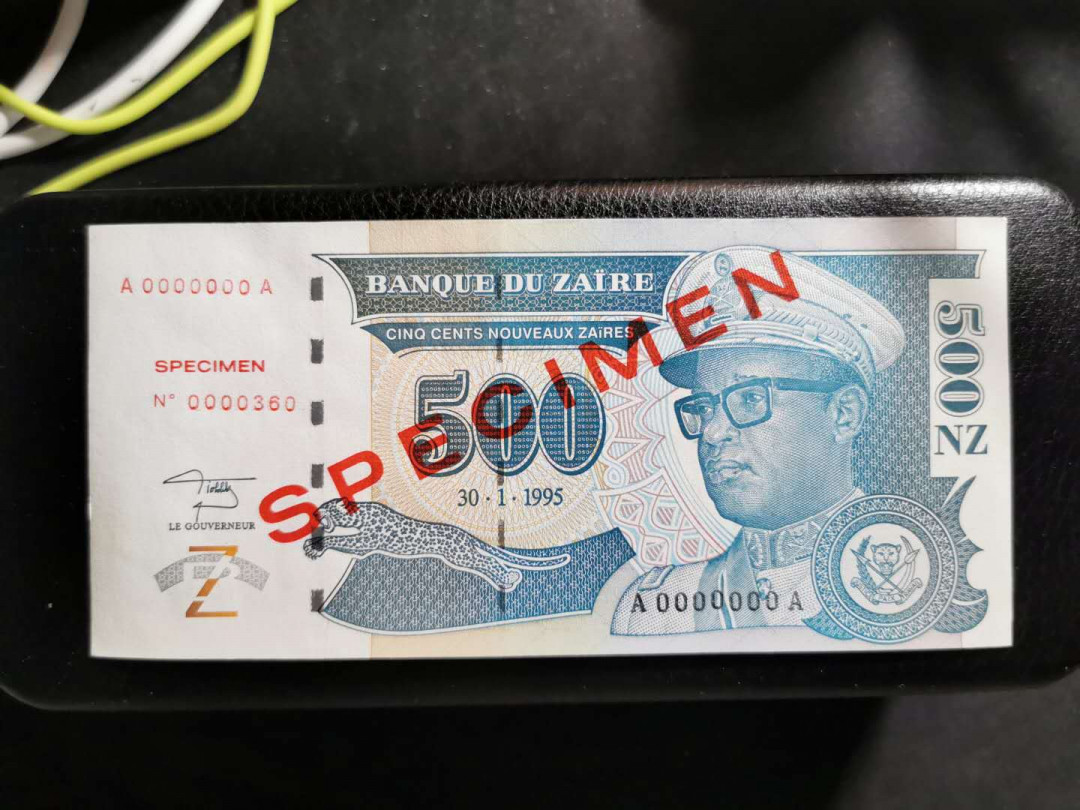 A 0000000 A
SPECIMEN
N° 0000360
LE GOUVERNEUR
Z
BANQUE DU ZAÏRE
CINQ CENTS NOUVEAUX ZAïRES
500
30 · 1 · 1995
SPECIMEN
A 0000000 A
500 NZ